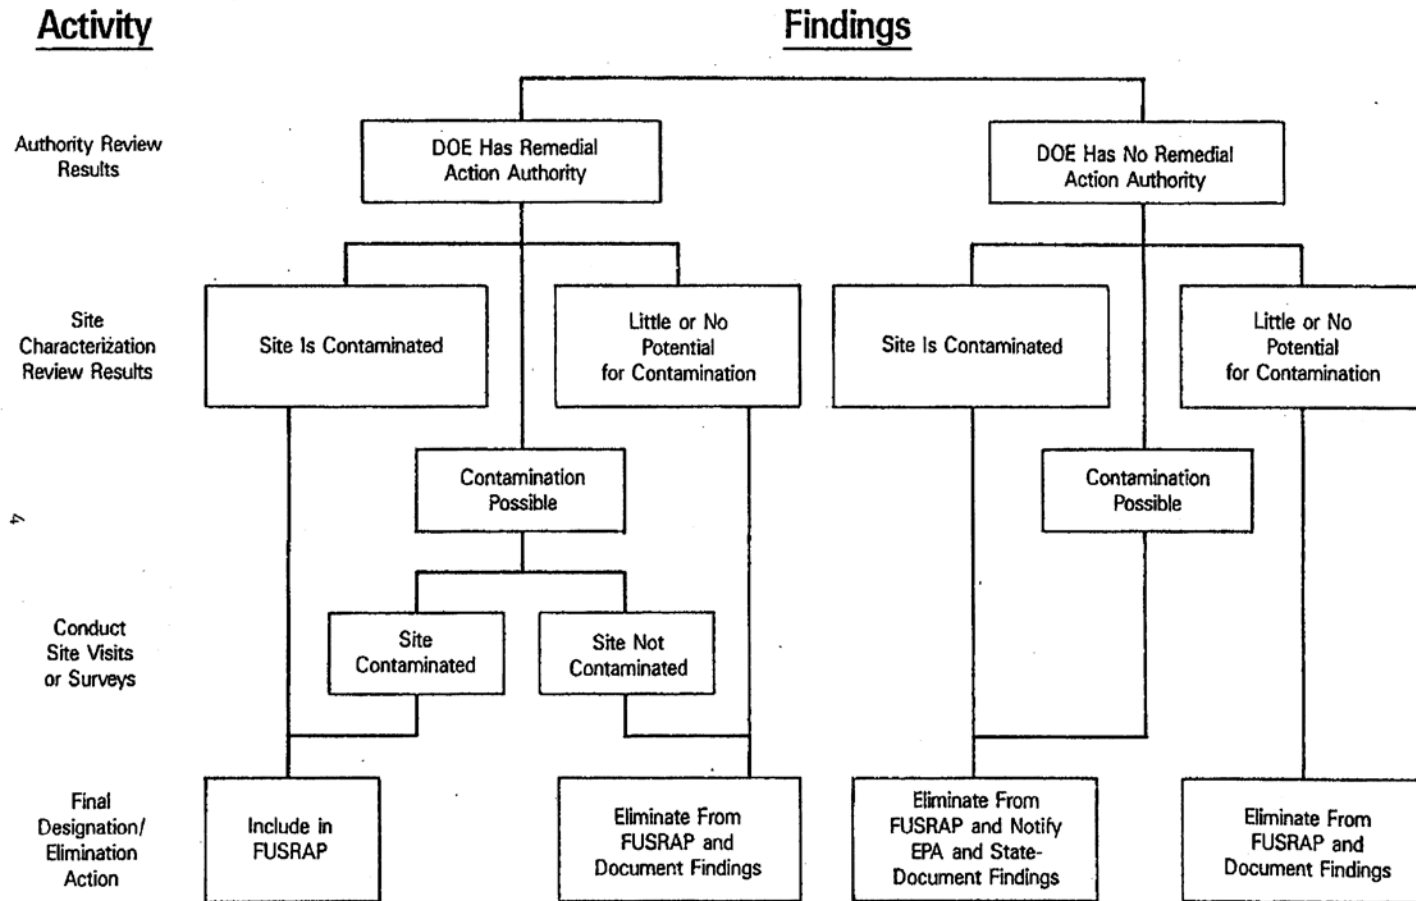 Activity
Findings
Authority Review
Results
DOE Has Remedial
Action Authority
DOE Has No Remedial
Action Authority
Site
Characterization
Review Results
Site Is Contaminated
Little or No
Potential
for Contamination
Site Is Contaminated
Little or No
Potential
for Contamination
Contamination
Possible
Contamination
Possible
4
Conduct
Site Visits
or Surveys
Site
Contaminated
Site Not
Contaminated
Final
Designation/
Elimination
Action
Include in
FUSRAP
Eliminate From
FUSRAP and
Document Findings
Eliminate From
FUSRAP and Notify
EPA and State-
Document Findings
Eliminate From
FUSRAP and
Document Findings